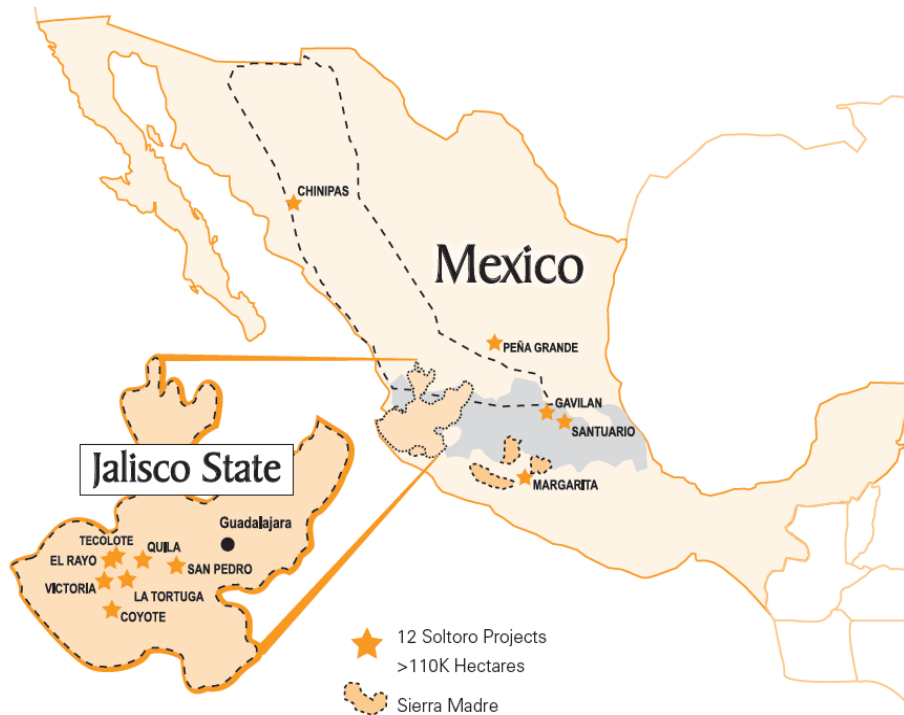 CHINIPAS
Mexico
PEÑA GRANDE
GAVILAN
SANTUARIO
MARGARITA
Jalisco State
Guadalajara
TECOLOTE
QUILA
EL RAYO
SAN PEDRO
VICTORIA
LA TORTUGA
COYOTE
12 Soltoro Projects
>110K Hectares
Sierra Madre